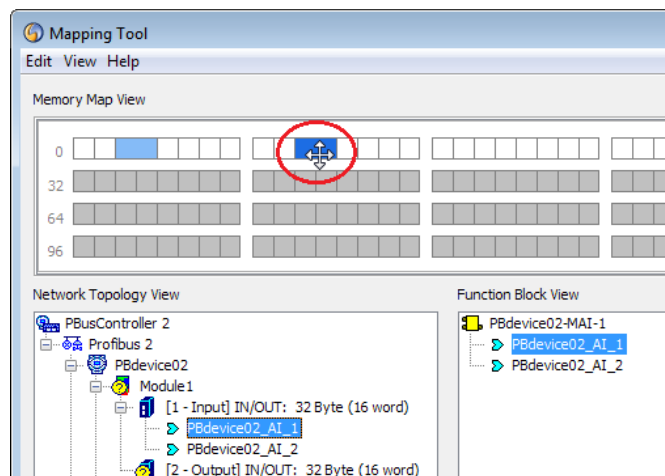 Mapping Tool
Edit View Help
Memory Map View
0
32
64
96
Network Topology View
Function Block View
PBusController 2
PBdevice02-MAI-1
Profibus 2
PBdevice02_AI_1
PBdevice02
PBdevice02_AI_2
Module1
[1 - Input] IN/OUT: 32 Byte (16 word)
PBdevice02_AI_1
PBdevice02_AI_2
[2 - Output] IN/OUT: 32 Byte (16 word)